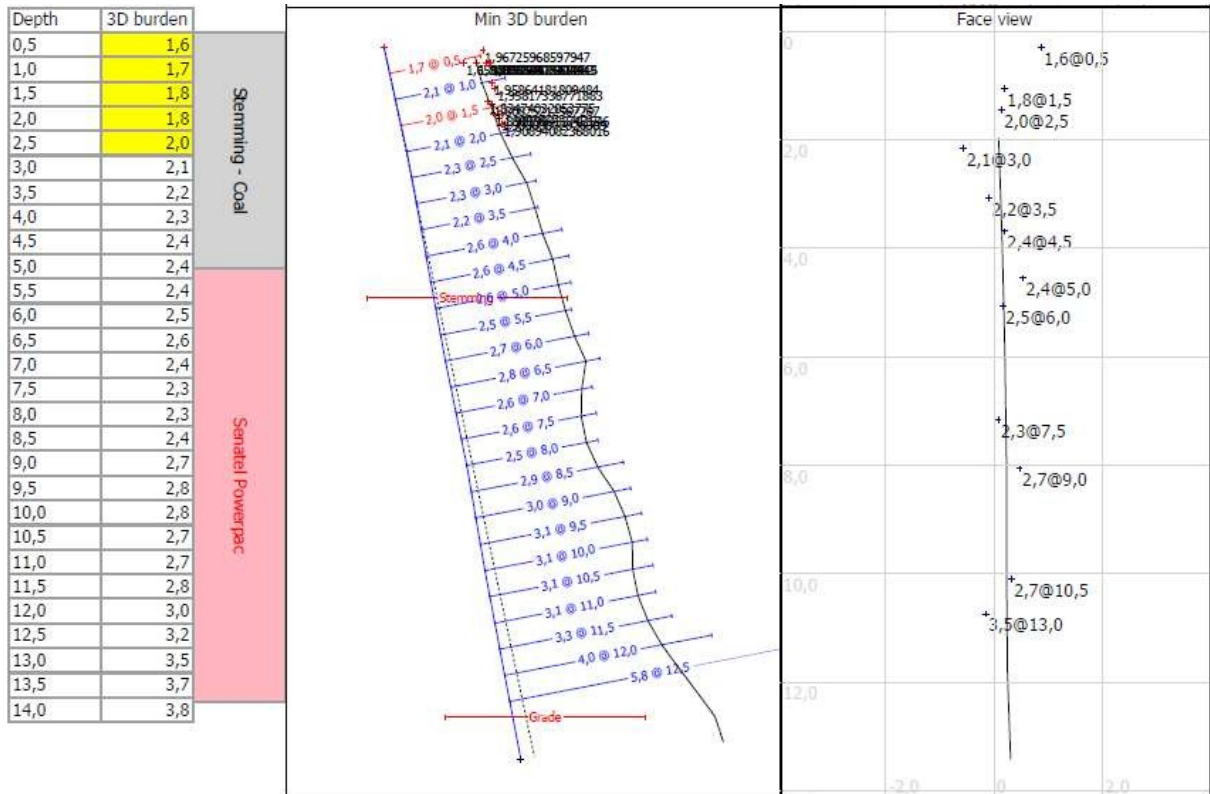 Depth 3D burden
0,5 1,6
1,0 1,7
1,5 1,8
2,0 1,8
2,5 2,0
3,0 2,1
3,5 2,2
4,0 2,3
4,5 2,4
5,0 2,4
5,5 2,4
6,0 2,5
6,5 2,6
7,0 2,4
7,5 2,3
8,0 2,3
8,5 2,4
9,0 2,7
9,5 2,8
10,0 2,8
10,5 2,7
11,0 2,7
11,5 2,8
12,0 3,0
12,5 3,2
13,0 3,5
13,5 3,7
14,0 3,8
Stemming - Coal
Senatel Powerpac
Min 3D burden
1,96725968597947
1,7 @ 0,5
2,1 @ 1,0
2,0 @ 1,5
2,1 @ 2,0
2,3 @ 2,5
2,3 @ 3,0
2,2 @ 3,5
2,6 @ 4,0
2,6 @ 4,5
Stemming
2,6 @ 5,0
2,5 @ 5,5
2,7 @ 6,0
2,8 @ 6,5
2,6 @ 7,0
2,6 @ 7,5
2,5 @ 8,0
2,9 @ 8,5
3,0 @ 9,0
3,1 @ 9,5
3,1 @ 10,0
3,1 @ 10,5
3,1 @ 11,0
3,3 @ 11,5
4,0 @ 12,0
5,8 @ 12,5
Grade
Face view
0
1,6@0,5
1,8@1,5
2,0@2,5
2,0
2,1@3,0
2,2@3,5
2,4@4,5
4,0
2,4@5,0
2,5@6,0
6,0
2,3@7,5
8,0
2,7@9,0
10,0
2,7@10,5
3,5@13,0
12,0
-2,0 0 2,0